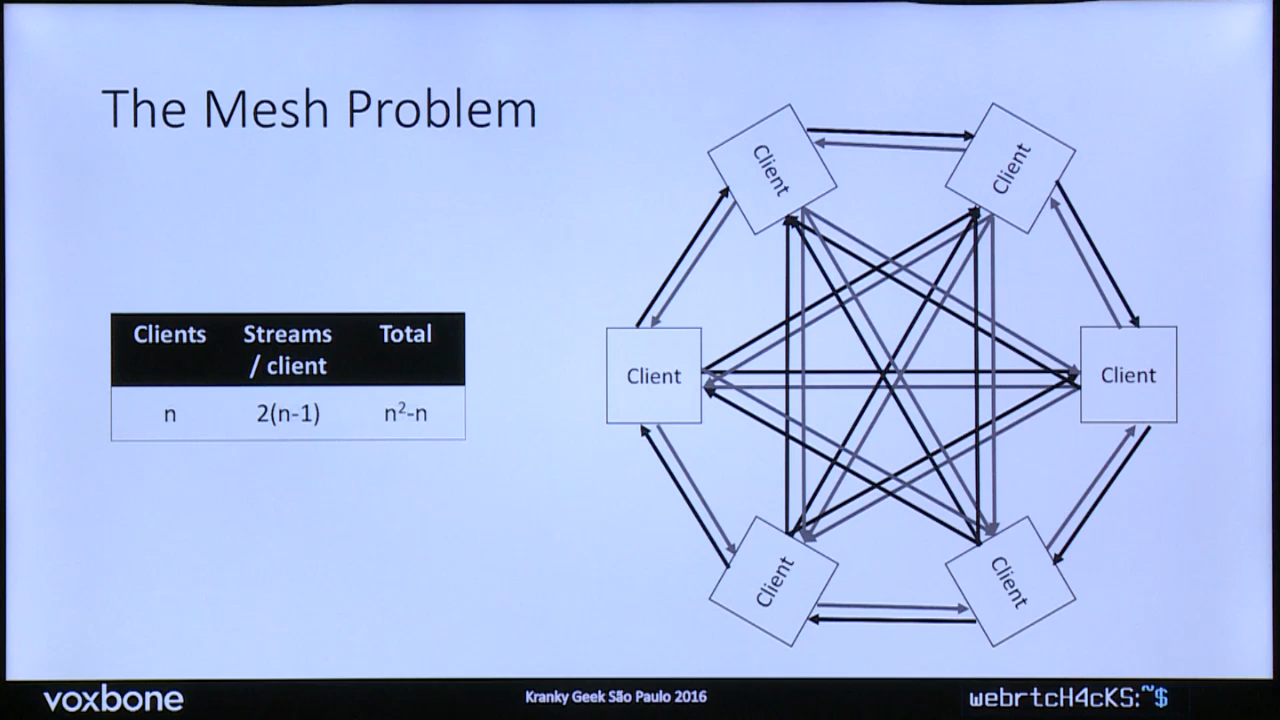 The Mesh Problem
Client
Client
Clients Streams / client Total
n 2(n-1) n²-n
Client
Client
Client
Client
voxbone
Kranky Geek São Paulo 2016
webrtcH4cKS:~$